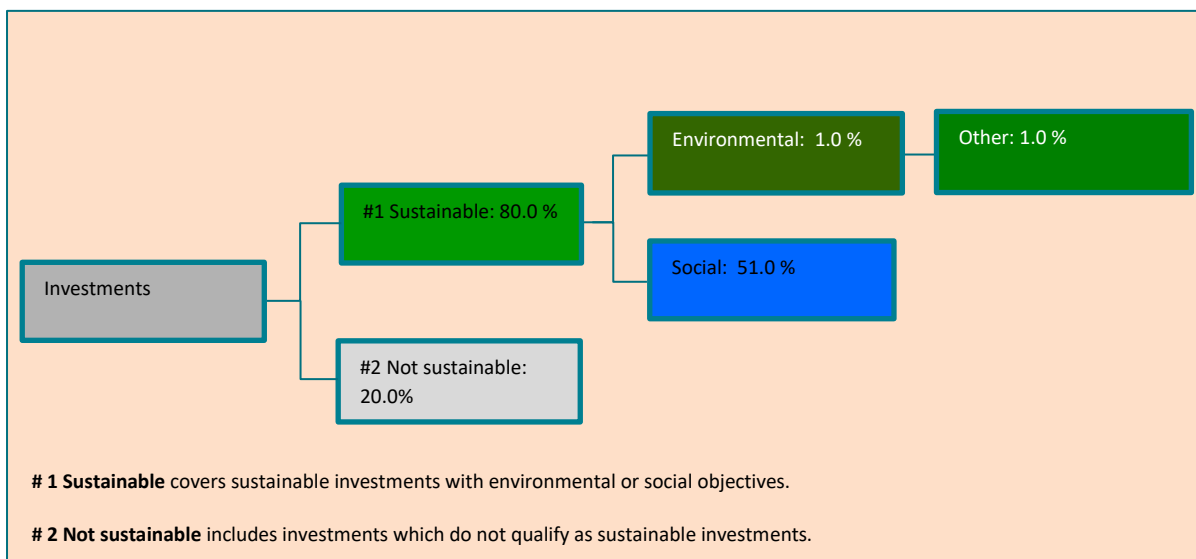 Environmental:  1.0 %
Other: 1.0 %
#1 Sustainable: 80.0 %
Social:  51.0 %
Investments
#2 Not sustainable:
20.0%
# 1 Sustainable covers sustainable investments with environmental or social objectives.
# 2 Not sustainable includes investments which do not qualify as sustainable investments.